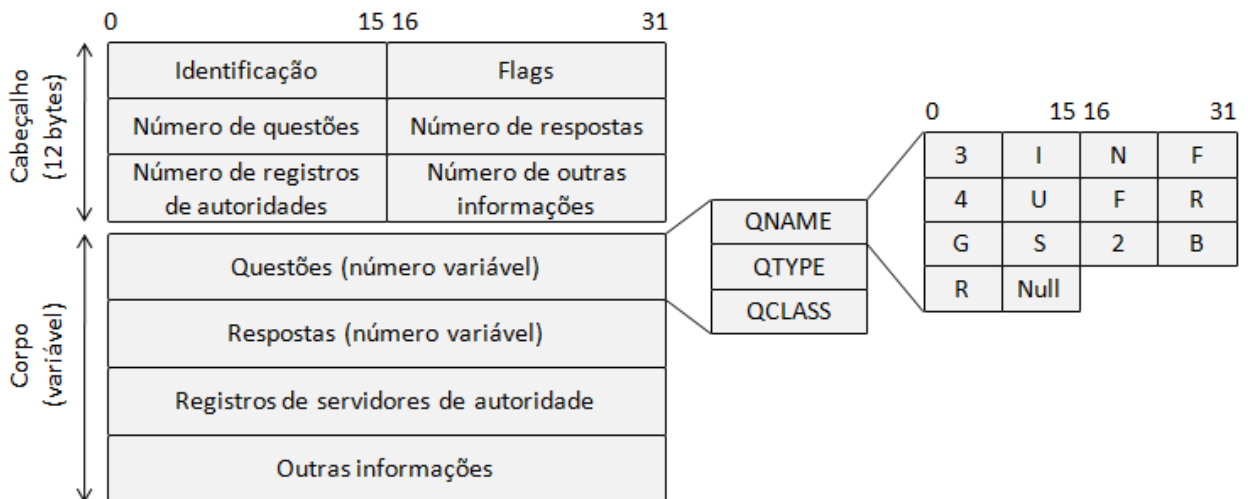 0 15 16 31
Cabeçalho
(12 bytes)
Identificação Flags
Número de questões Número de respostas
Número de registros
de autoridades
Número de outras
informações
Corpo
(variável)
Questões (número variável)
Respostas (número variável)
Registros de servidores de autoridade
Outras informações
QNAME
QTYPE
QCLASS
0 15 16 31
3 I N F
4 U F R
G S 2 B
R Null